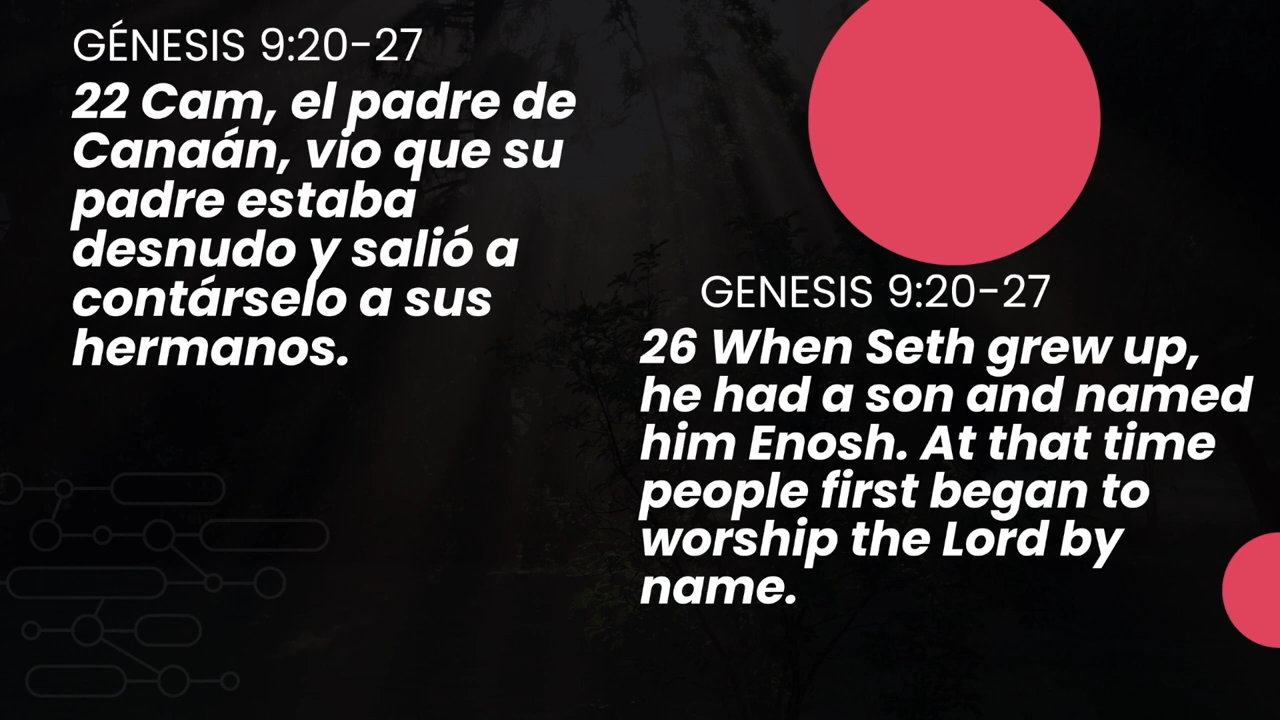 GÉNESIS 9:20-27
22 Cam, el padre de
Canaán, vio que su
padre estaba
desnudo y salió a
contárselo a sus
hermanos.
GENESIS 9:20-27
26 When Seth grew up,
he had a son and named
him Enosh. At that time
people first began to
worship the Lord by
name.